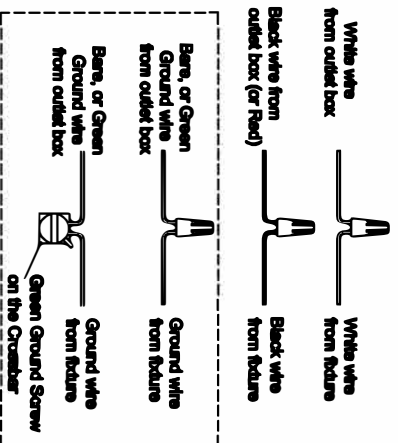 White wire
from outlet box
White wire
from fixture
Black wire from
outlet box (or Red)
Black wire
from fixture
Bare, or Green
Ground wire
from outlet box
Ground wire
from fixture
Bare, or Green
Ground wire
from outlet box
Ground wire
from fixture
Green Ground Screw
on the Crossbar